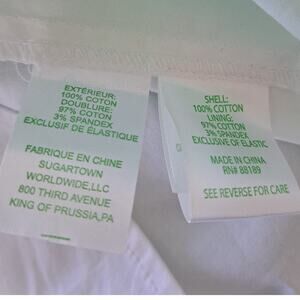 EXTÉRIEUR:
100% COTON
DOUBLURE:
97% COTON
3% SPANDEX
EXCLUSIF DE ÉLASTIQUE
FABRIQUE EN CHINE
SUGARTOWN
WORLDWIDE,LLC
800 THIRD AVENUE
KING OF PRUSSIA,PA
SHELL:
100% COTTON
LINING:
97% COTTON
3% SPANDEX
EXCLUSIVE OF ELASTIC
MADE IN CHINA
RN# 88189
SEE REVERSE FOR CARE